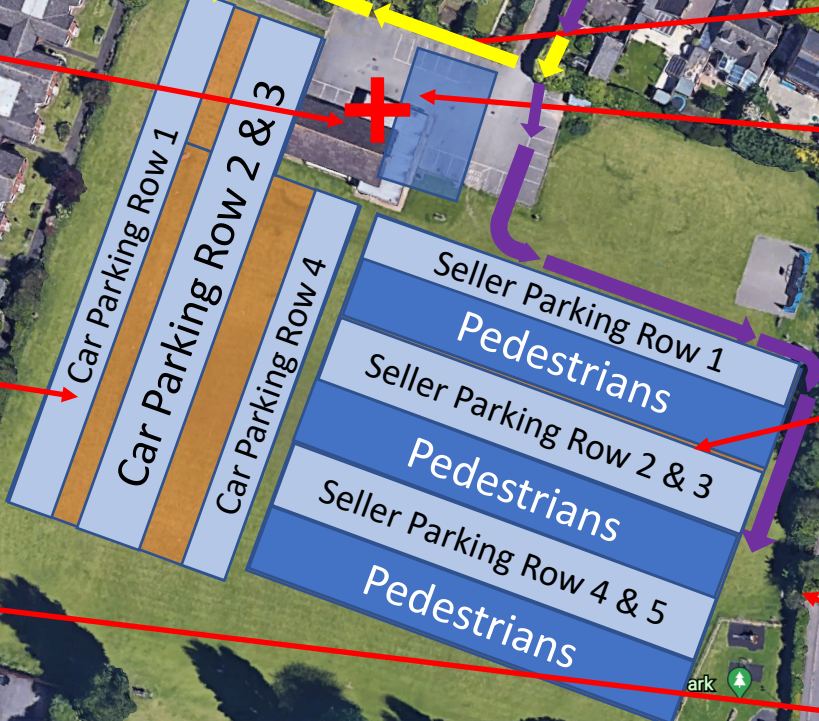 Car Parking Row 1
Car Parking Row 2 & 3
Car Parking Row 4
Seller Parking Row 1
Pedestrians
Seller Parking Row 2 & 3
Pedestrians
Seller Parking Row 4 & 5
Pedestrians
ark